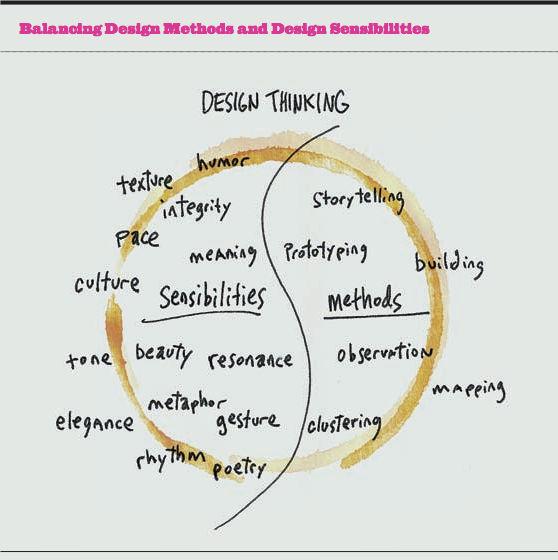 Balancing Design Methods and Design Sensibilities
DESIGN THINKING
humor
texture
integrity
pace
meaning
culture
Sensibilities
tone
beauty
resonance
metaphor
elegance
gesture
rhythm
poetry
Storytelling
Prototyping
building
Methods
observation
mapping
clustering